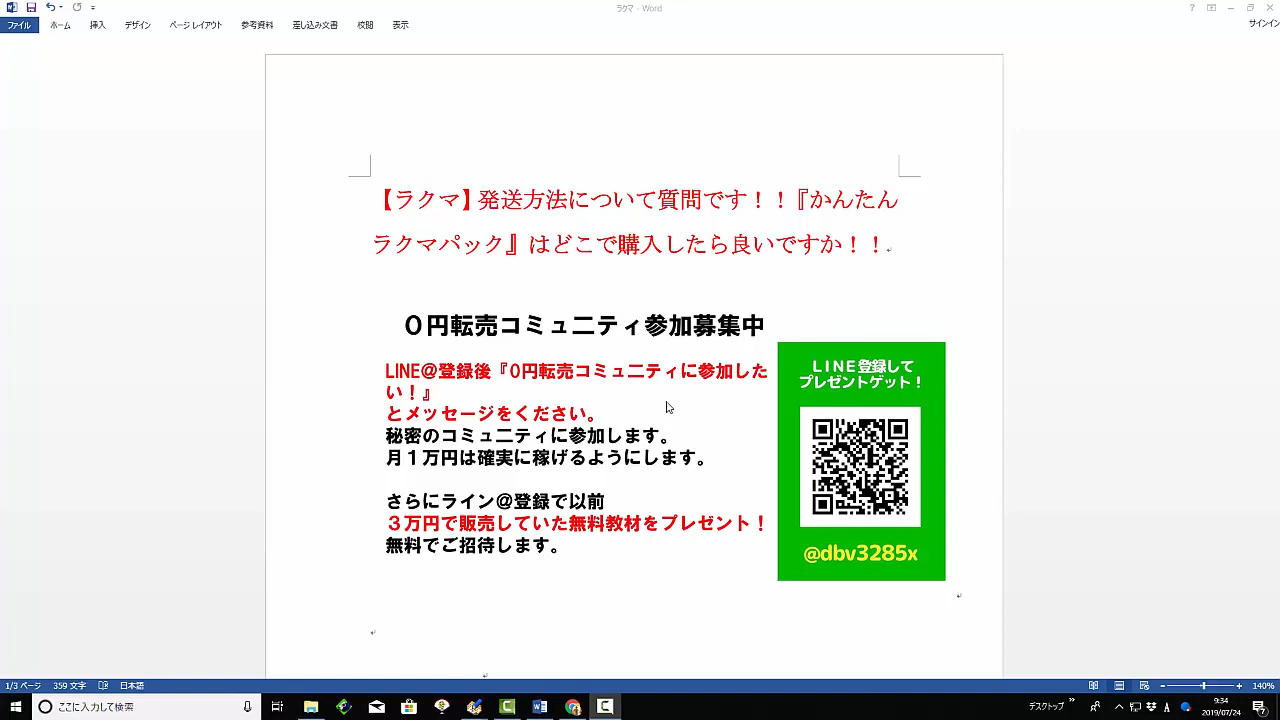 ラクマ - Word
ファイル
ホーム
挿入
デザイン
ページ レイアウト
参考資料
差し込み文書
校閲
表示
サインイン
【ラクマ】発送方法について質問です！！『かんたん
ラクマパック』はどこで購入したら良いですか！！
０円転売コミュニティ参加募集中
LINE@登録後『0円転売コミュニティに参加した
い！』
とメッセージをください。
秘密のコミュニティに参加します。
月１万円は確実に稼げるようにします。
さらにライン@登録で以前
３万円で販売していた無料教材をプレゼント！
無料でご招待します。
ＬＩＮＥ登録して
プレゼントゲット！
@dbv3285x
1/3 ページ
359 文字
日本語
140%
ここに入力して検索
デスクトップ
9:34
2019/07/24